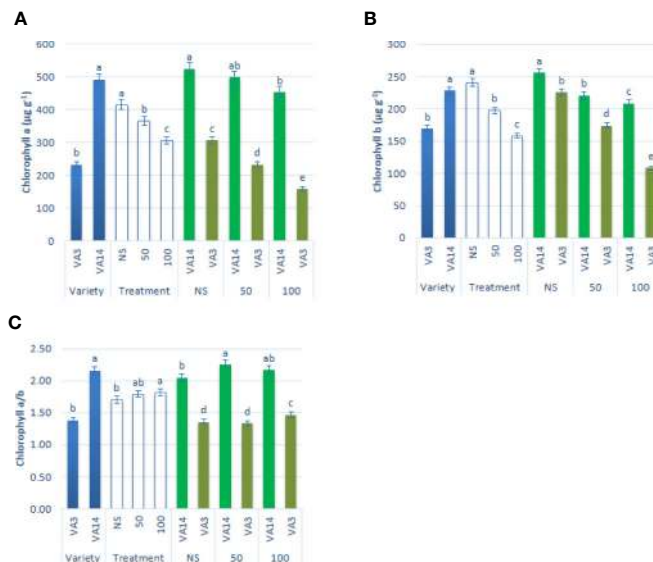 A
Chlorophyll a (µg g⁻¹)
600
500
400
300
200
100
0
b
a
a
b
c
a
c
ab
d
b
e
VA3
VA14
NS
50
100
VA14
VA3
VA14
VA3
VA14
VA3
Variety
Treatment
NS
50
100
B
Chlorophyll b (µg g⁻¹)
300
250
200
150
100
50
0
b
a
a
b
c
a
b
b
d
c
e
VA3
VA14
NS
50
100
VA14
VA3
VA14
VA3
VA14
VA3
Variety
Treatment
NS
50
100
C
Chlorophyll a/b
2.50
2.00
1.50
1.00
0.50
0.00
b
a
b
ab
a
b
d
a
d
ab
c
VA3
VA14
NS
50
100
VA14
VA3
VA14
VA3
VA14
VA3
Variety
Treatment
NS
50
100